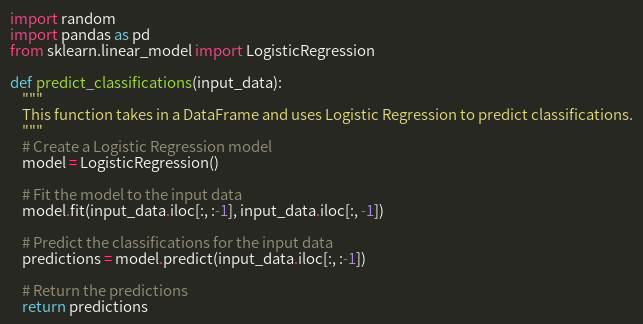 import random
import pandas as pd
from sklearn.linear_model import LogisticRegression

def predict_classifications(input_data):
    """
    This function takes in a DataFrame and uses Logistic Regression to predict classifications.
    """
    # Create a Logistic Regression model
    model = LogisticRegression()

    # Fit the model to the input data
    model.fit(input_data.iloc[:, :-1], input_data.iloc[:, -1])

    # Predict the classifications for the input data
    predictions = model.predict(input_data.iloc[:, :-1])

    # Return the predictions
    return predictions